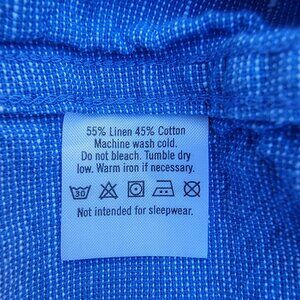 55% Linen 45% Cotton
Machine wash cold.
Do not bleach. Tumble dry
low. Warm iron if necessary.
30
Not intended for sleepwear.